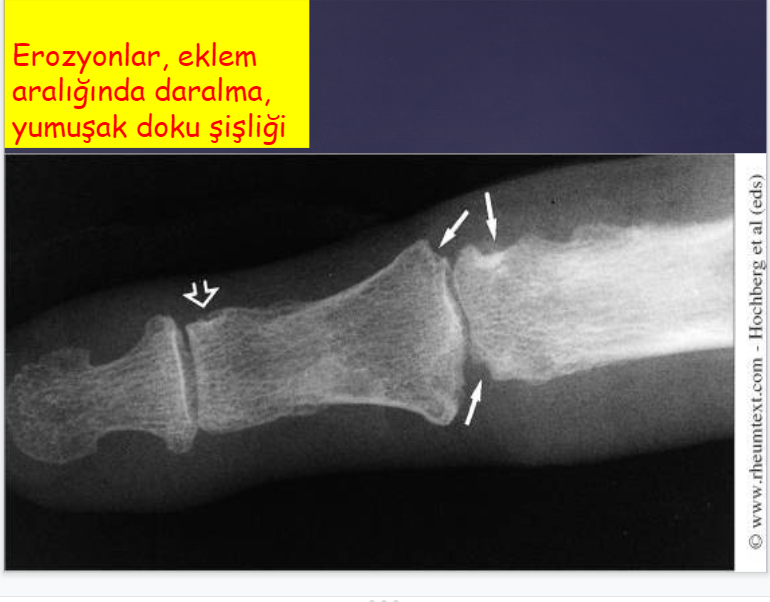 Erozyonlar, eklem
aralığında daralma,
yumuşak doku şişliği
© www.rheumtext.com - Hochberg et al (eds)